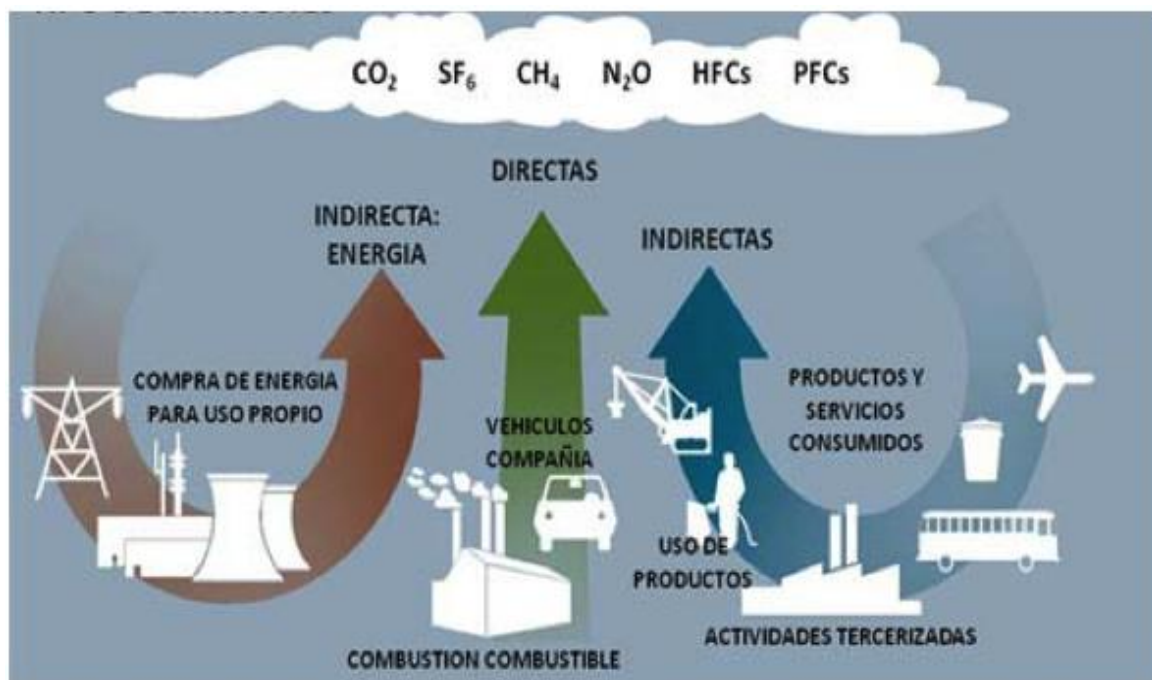 CO₂ SF₆ CH₄ N₂O HFCs PFCs
DIRECTAS
INDIRECTA:
ENERGIA
INDIRECTAS
COMPRA DE ENERGIA
PARA USO PROPIO
VEHICULOS
COMPAÑIA
PRODUCTOS Y
SERVICIOS
CONSUMIDOS
USO DE
PRODUCTOS
COMBUSTION COMBUSTIBLE
ACTIVIDADES TERCERIZADAS